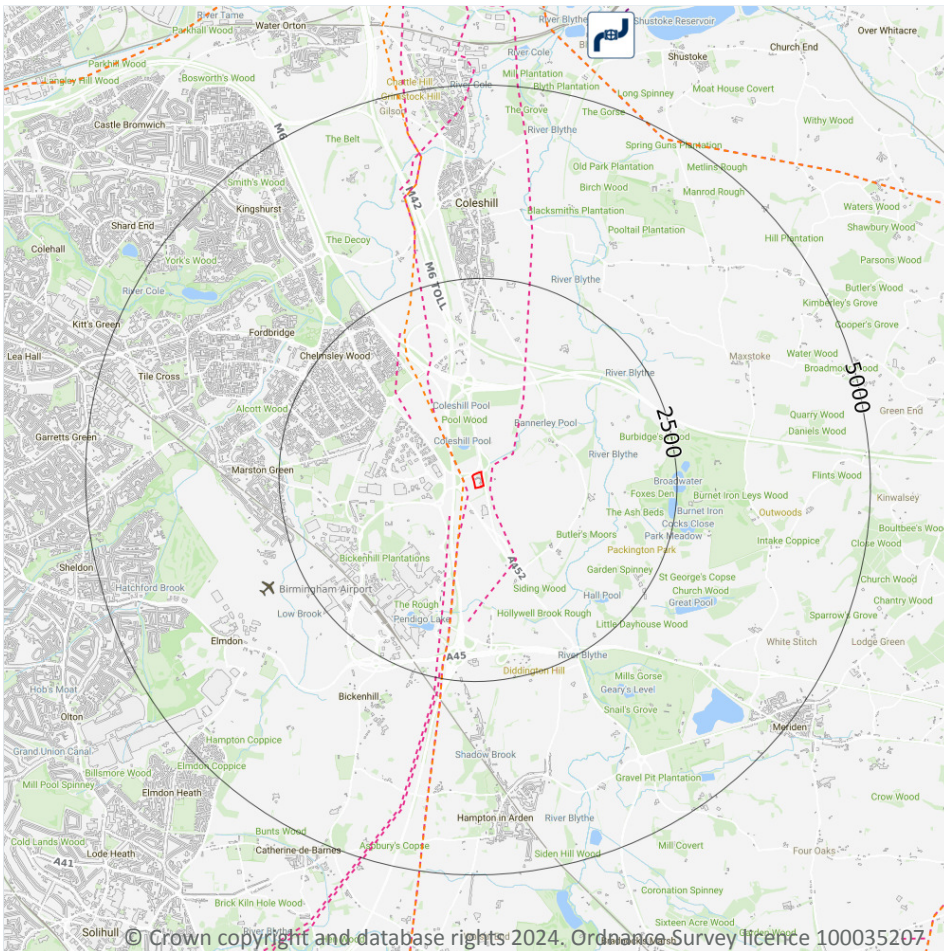 River Tame
Water Orton
Parkhall Wood
River Blythe
Shustoke Reservoir
Over Whitacre
Church End
Shustoke
Parkhill Wood
Langley Hill Wood
Bosworth's Wood
Chattle Hill
Grimstock Hill
Gilson
River Cole
River Cole
Mill Plantation
Blyth Plantation
Moat House Covert
Long Spinney
The Grove
The Gorse
Withy Wood
Castle Bromwich
M6
The Belt
River Blythe
Spring Guns Plantation
Old Park Plantation
Metlins Rough
Birch Wood
Manrod Rough
Smith's Wood
Kingshurst
M42
Coleshill
Blacksmiths Plantation
Waters Wood
Shawbury Wood
Shard End
Pooltail Plantation
Hill Plantation
Colehall
The Decoy
York's Wood
Parsons Wood
M6 TOLL
River Blythe
River Cole
Butler's Wood
Kimberley's Grove
Kitt's Green
Fordbridge
Cooper's Grove
Lea Hall
Chelmsley Wood
Maxstoke
Water Wood
Broadmoor Wood
5000
Tile Cross
River Blythe
Alcott Wood
Coleshill Pool
Pool Wood
Bannerley Pool
2500
Quarry Wood
Green End
Daniels Wood
Garretts Green
Coleshill Pool
Burbidge's Wood
River Blythe
Marston Green
Broadwater
Flints Wood
Foxes Den
Burnet Iron Leys Wood
Kinwalsey
The Ash Beds
Burnet Iron
Outwoods
Cocks Close
Boultbee's Wood
Butler's Moors
Park Meadow
Intake Coppice
Close Wood
Packington Park
Bickenhill Plantations
A452
Garden Spinney
Sheldon
St George's Copse
Church Wood
Hatchford Brook
Birmingham Airport
Siding Wood
Hall Pool
Church Wood
Chantry Wood
Low Brook
The Rough
Great Pool
Pendigo Lake
Hollywell Brook Rough
Sparrow's Grove
Little Dayhouse Wood
Elmdon
White Stitch
Lodge Green
A45
River Blythe
Diddington Hill
Mills Gorse
Hob's Moat
Bickenhill
Geary's Level
Snail's Grove
Olton
Meriden
Grand Union Canal
Hampton Coppice
Shadow Brook
Billsmore Wood
Elmdon Coppice
Mill Pool Spinney
Gravel Pit Plantation
Elmdon Heath
Crow Wood
Hampton in Arden
River Blythe
Bunts Wood
Cold Lands Wood
Asbury's Copse
Mill Covert
Lode Heath
Catherine-de-Barnes
Siden Hill Wood
Four Oaks
A41
Coronation Spinney
Brick Kiln Hole Wood
Sixteen Acre Wood
Solihull
River Blythe
Garden Wood
© Crown copyright and database rights 2024. Ordnance Survey licence 100035207.